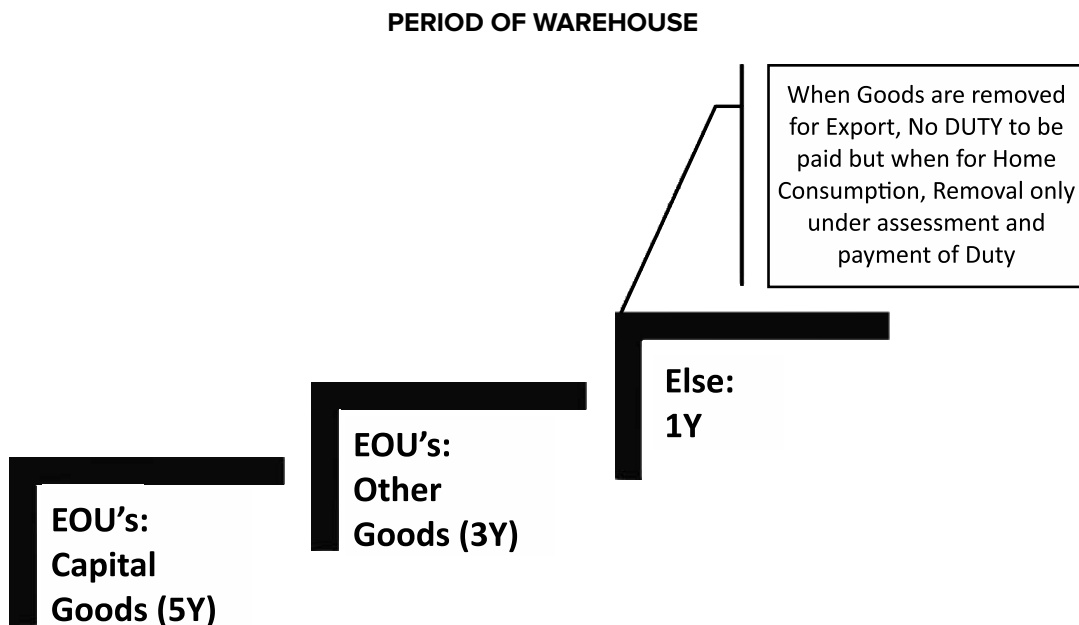 PERIOD OF WAREHOUSE
When Goods are removed
for Export, No DUTY to be
paid but when for Home
Consumption, Removal only
under assessment and
payment of Duty
Else:
1Y
EOU’s:
Other
Goods (3Y)
EOU’s:
Capital
Goods (5Y)